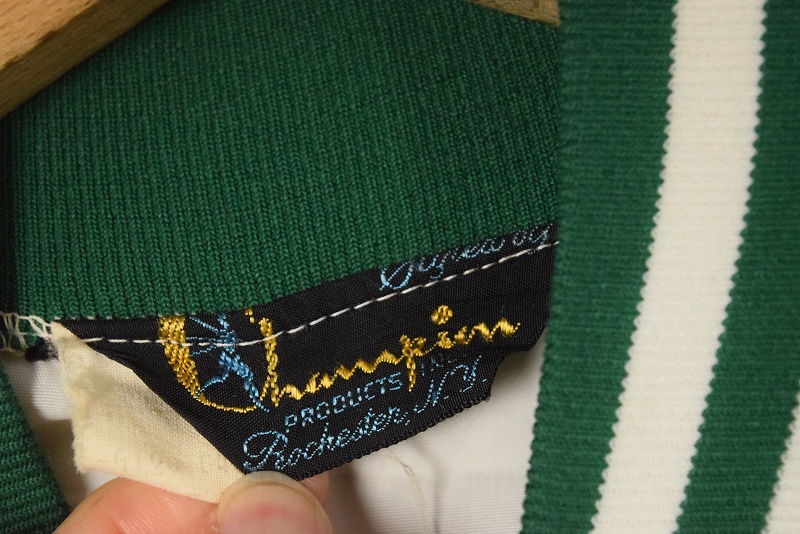 Champion
PRODUCTS INC.
Rochester, N.Y.